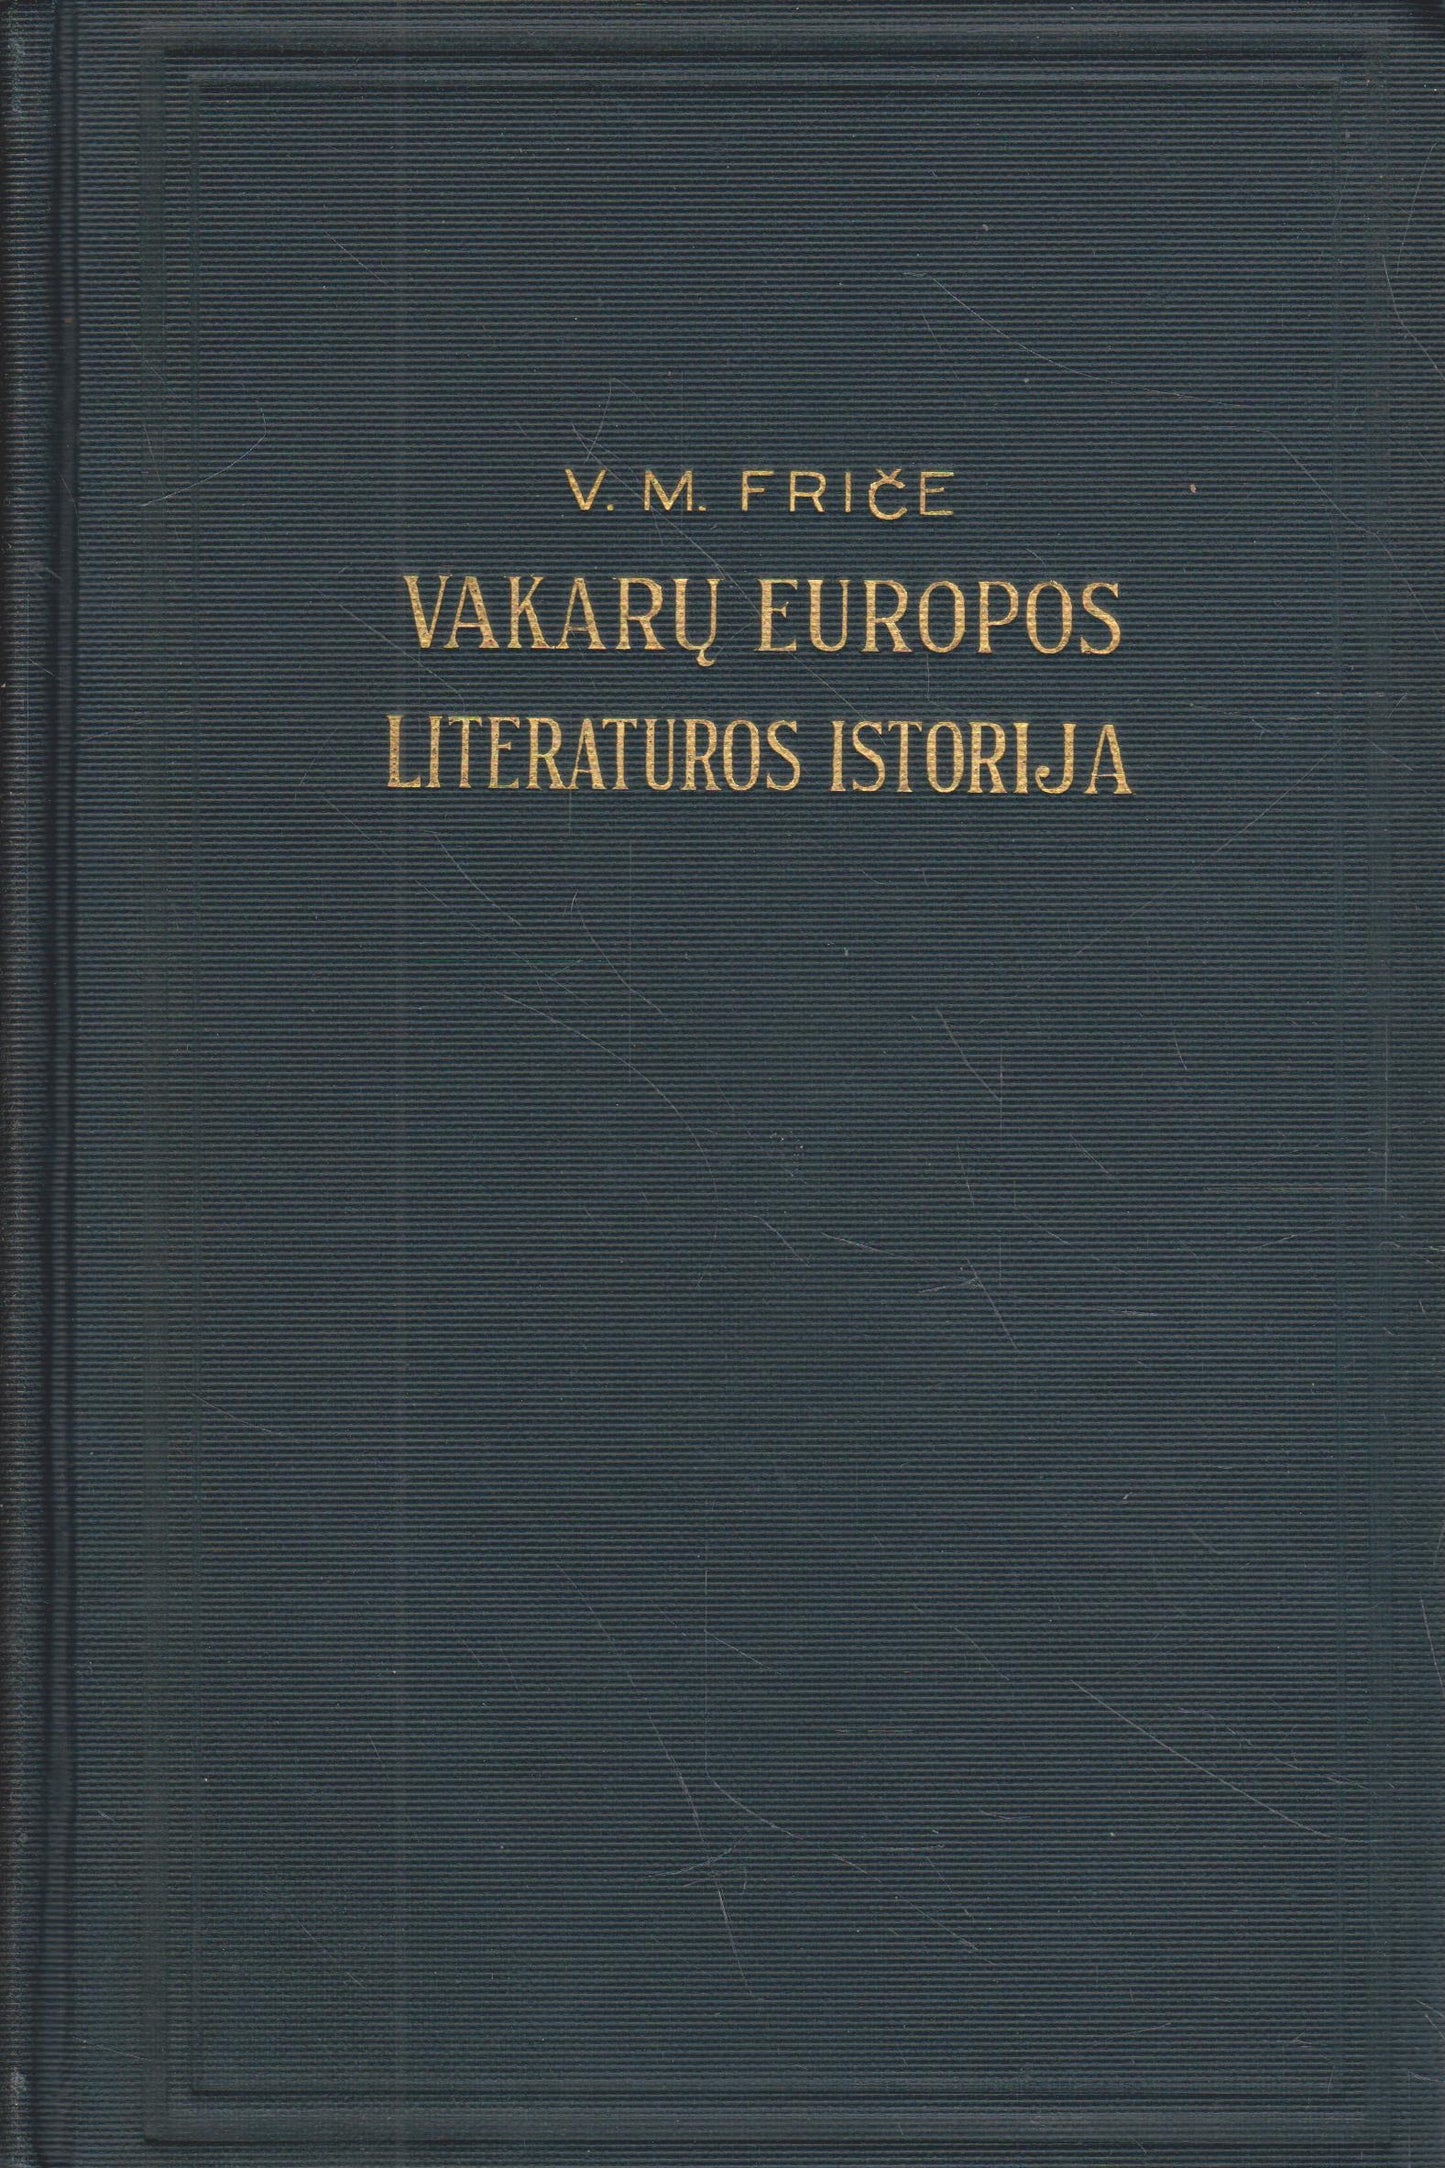 V. M. FRIČE
VAKARŲ EUROPOS
LITERATUROS ISTORIJA